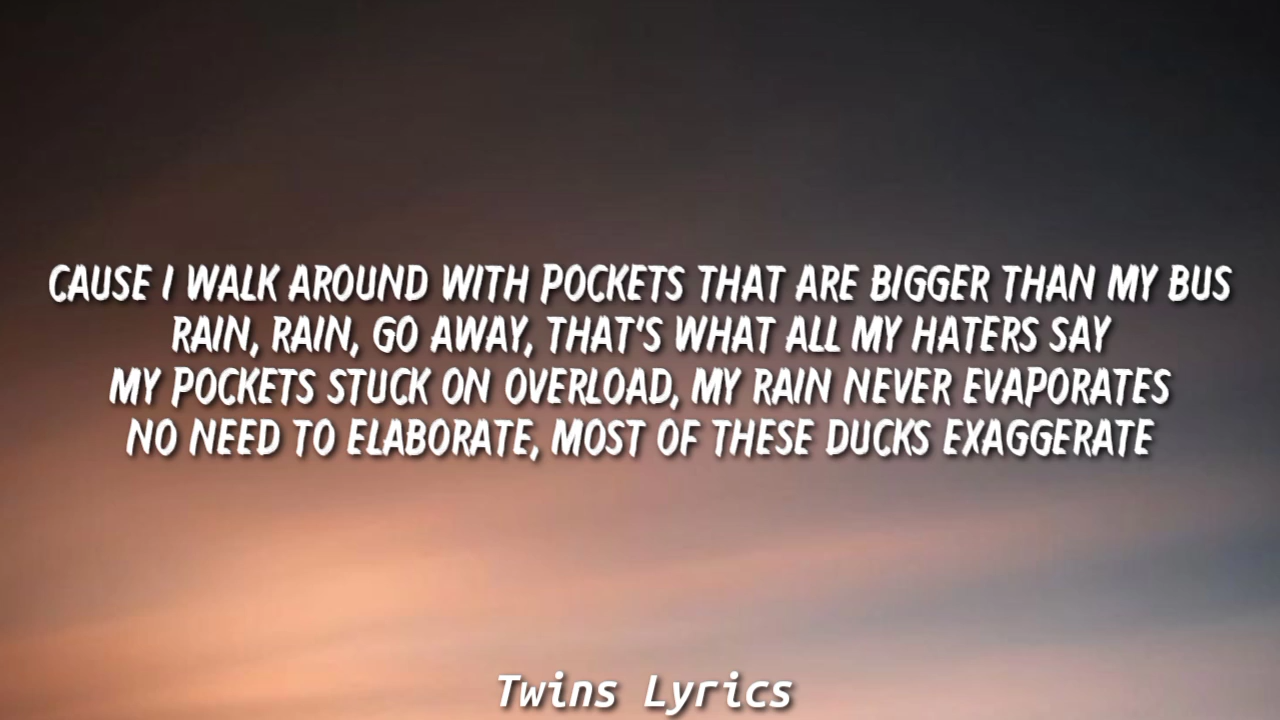 CAUSE I WALK AROUND WITH POCKETS THAT ARE BIGGER THAN MY BUS
RAIN, RAIN, GO AWAY, THAT'S WHAT ALL MY HATERS SAY
MY POCKETS STUCK ON OVERLOAD, MY RAIN NEVER EVAPORATES
NO NEED TO ELABORATE, MOST OF THESE DUCKS EXAGGERATE
Twins Lyrics